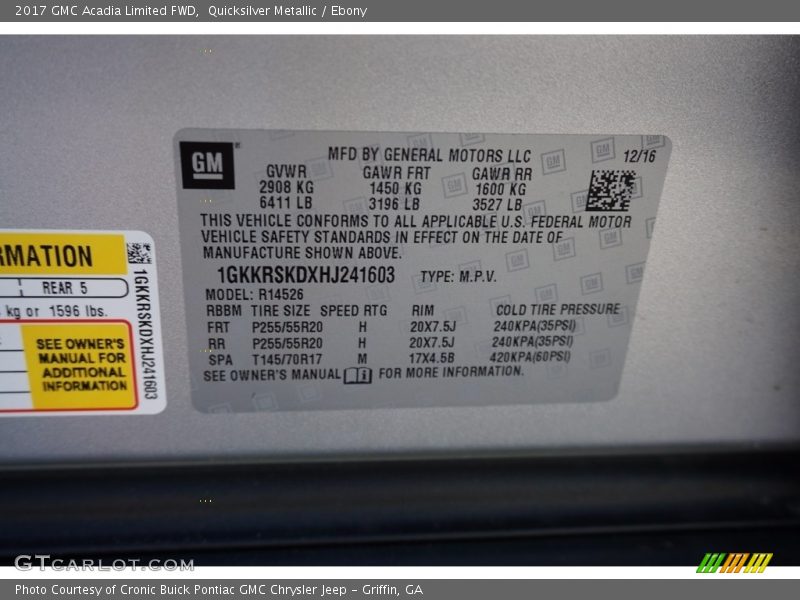 2017 GMC Acadia Limited FWD, Quicksilver Metallic / Ebony
GM
MFD BY GENERAL MOTORS LLC
12/16
GVWR GAWR FRT GAWR RR
2908 KG 1450 KG 1600 KG
6411 LB 3196 LB 3527 LB
THIS VEHICLE CONFORMS TO ALL APPLICABLE U.S. FEDERAL MOTOR
VEHICLE SAFETY STANDARDS IN EFFECT ON THE DATE OF
MANUFACTURE SHOWN ABOVE.
1GKKRSKDXHJ241603 TYPE: M.P.V.
MODEL: R14526
RBBM TIRE SIZE SPEED RTG RIM COLD TIRE PRESSURE
FRT P255/55R20 H 20X7.5J 240KPA(35PSI)
RR P255/55R20 H 20X7.5J 240KPA(35PSI)
SPA T145/70R17 M 17X4.5B 420KPA(60PSI)
SEE OWNER'S MANUAL FOR MORE INFORMATION.
RMATION
REAR 5
kg or 1596 lbs.
SEE OWNER'S
MANUAL FOR
ADDITIONAL
INFORMATION
1GKKRSKDXHJ241603
GTCARLOT.COM
Photo Courtesy of Cronic Buick Pontiac GMC Chrysler Jeep - Griffin, GA